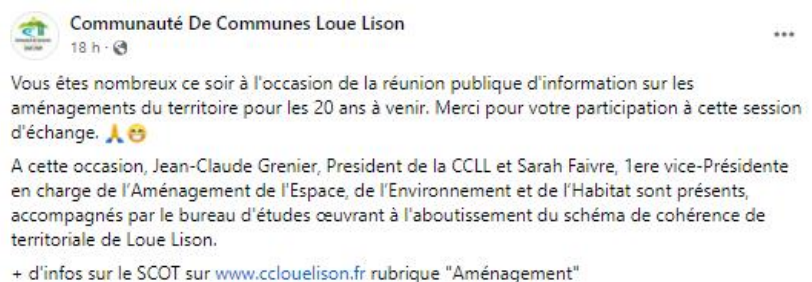 Communauté De Communes Loue Lison
18 h ·
Vous êtes nombreux ce soir à l'occasion de la réunion publique d'information sur les
aménagements du territoire pour les 20 ans à venir. Merci pour votre participation à cette session
d'échange. 🙏😁
A cette occasion, Jean-Claude Grenier, President de la CCLL et Sarah Faivre, 1ere vice-Présidente
en charge de l'Aménagement de l'Espace, de l'Environnement et de l'Habitat sont présents,
accompagnés par le bureau d'études œuvrant à l'aboutissement du schéma de cohérence de
territoriale de Loue Lison.
+ d'infos sur le SCOT sur www.cclouelison.fr rubrique "Aménagement"